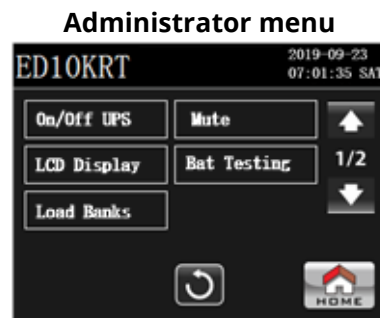 Administrator menu
ED10KRT
2019-09-23
07:01:35 SAT
On/Off UPS
Mute
LCD Display
Bat Testing
1/2
Load Banks
HOME